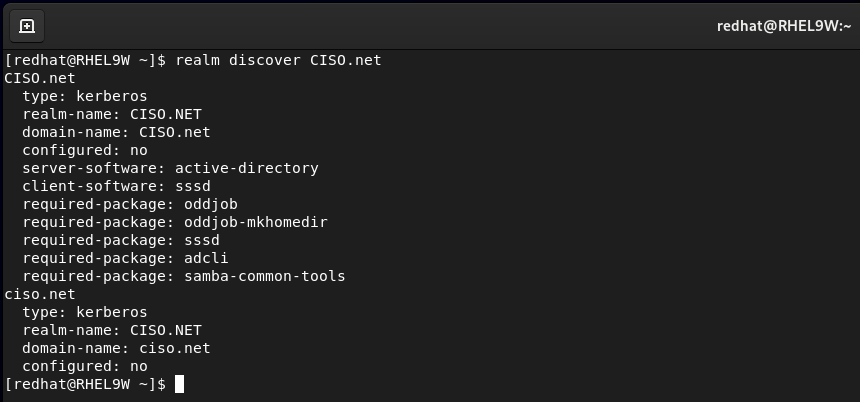 redhat@RHEL9W:~
[redhat@RHEL9W ~]$ realm discover CISO.net
CISO.net
  type: kerberos
  realm-name: CISO.NET
  domain-name: CISO.net
  configured: no
  server-software: active-directory
  client-software: sssd
  required-package: oddjob
  required-package: oddjob-mkhomedir
  required-package: sssd
  required-package: adcli
  required-package: samba-common-tools
ciso.net
  type: kerberos
  realm-name: CISO.NET
  domain-name: ciso.net
  configured: no
[redhat@RHEL9W ~]$